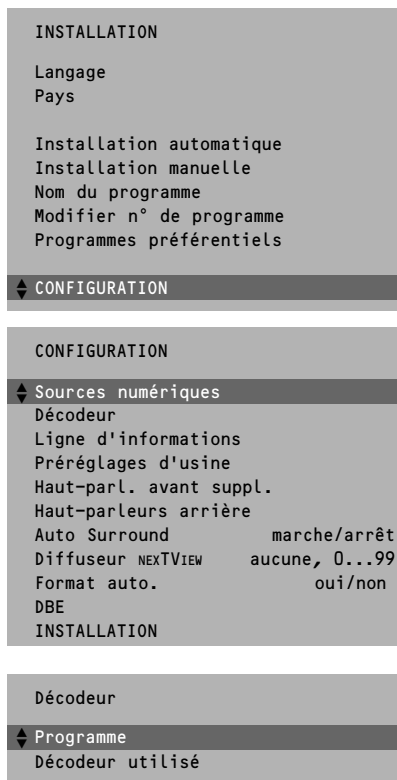 INSTALLATION
Langage
Pays
Installation automatique
Installation manuelle
Nom du programme
Modifier n° de programme
Programmes préférentiels
CONFIGURATION
CONFIGURATION
Sources numériques
Décodeur
Ligne d'informations
Préréglages d'usine
Haut-parl. avant suppl.
Haut-parleurs arrière
Auto Surround marche/arrêt
Diffuseur NEXTVIEW aucune, 0...99
Format auto. oui/non
DBE
INSTALLATION
Décodeur
Programme
Décodeur utilisé